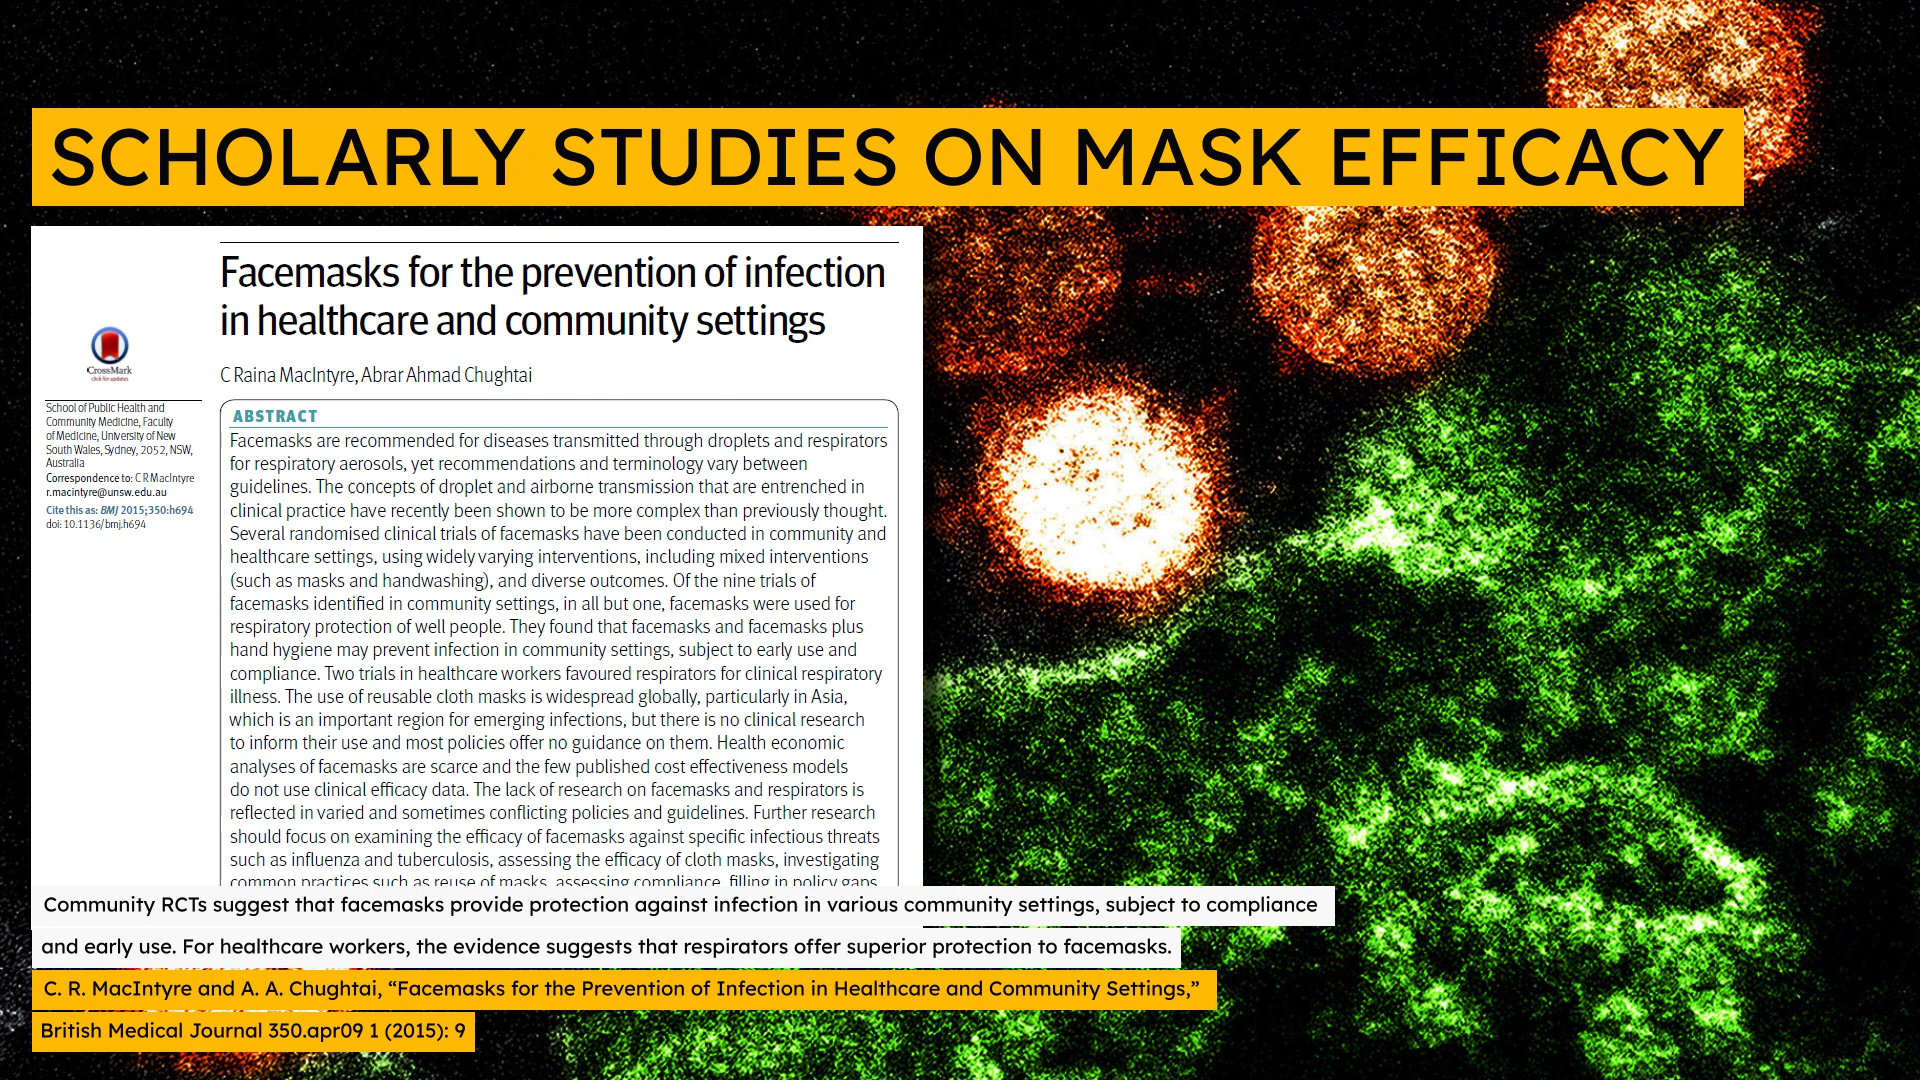 SCHOLARLY STUDIES ON MASK EFFICACY
Facemasks for the prevention of infection
in healthcare and community settings
C Raina MacIntyre, Abrar Ahmad Chughtai
CrossMark
click for updates
School of Public Health and
Community Medicine, Faculty
of Medicine, University of New
South Wales, Sydney, 2052, NSW,
Australia
Correspondence to: C R MacIntyre
r.macintyre@unsw.edu.au
Cite this as: BMJ 2015;350:h694
doi: 10.1136/bmj.h694
ABSTRACT
Facemasks are recommended for diseases transmitted through droplets and respirators
for respiratory aerosols, yet recommendations and terminology vary between
guidelines. The concepts of droplet and airborne transmission that are entrenched in
clinical practice have recently been shown to be more complex than previously thought.
Several randomised clinical trials of facemasks have been conducted in community and
healthcare settings, using widely varying interventions, including mixed interventions
(such as masks and handwashing), and diverse outcomes. Of the nine trials of
facemasks identified in community settings, in all but one, facemasks were used for
respiratory protection of well people. They found that facemasks and facemasks plus
hand hygiene may prevent infection in community settings, subject to early use and
compliance. Two trials in healthcare workers favoured respirators for clinical respiratory
illness. The use of reusable cloth masks is widespread globally, particularly in Asia,
which is an important region for emerging infections, but there is no clinical research
to inform their use and most policies offer no guidance on them. Health economic
analyses of facemasks are scarce and the few published cost effectiveness models
do not use clinical efficacy data. The lack of research on facemasks and respirators is
reflected in varied and sometimes conflicting policies and guidelines. Further research
should focus on examining the efficacy of facemasks against specific infectious threats
such as influenza and tuberculosis, assessing the efficacy of cloth masks, investigating
common practices such as reuse of masks, assessing compliance, filling in policy gaps,
Community RCTs suggest that facemasks provide protection against infection in various community settings, subject to compliance
and early use. For healthcare workers, the evidence suggests that respirators offer superior protection to facemasks.
C. R. MacIntyre and A. A. Chughtai, “Facemasks for the Prevention of Infection in Healthcare and Community Settings,”
British Medical Journal 350.apr09 1 (2015): 9